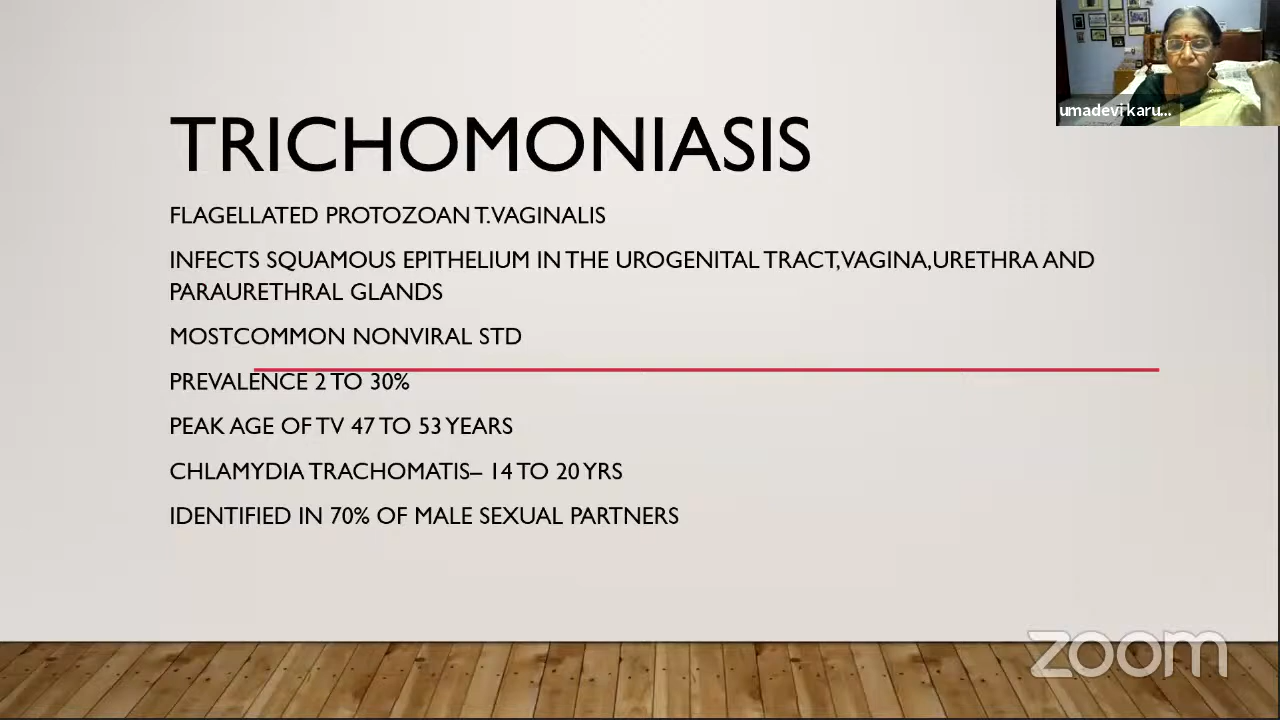 umadevi karu...
TRICHOMONIASIS
FLAGELLATED PROTOZOAN T.VAGINALIS
INFECTS SQUAMOUS EPITHELIUM IN THE UROGENITAL TRACT,VAGINA,URETHRA AND
PARAURETHRAL GLANDS
MOSTCOMMON NONVIRAL STD
PREVALENCE 2 TO 30%
PEAK AGE OF TV 47 TO 53 YEARS
CHLAMYDIA TRACHOMATIS– 14 TO 20 YRS
IDENTIFIED IN 70% OF MALE SEXUAL PARTNERS
zoom